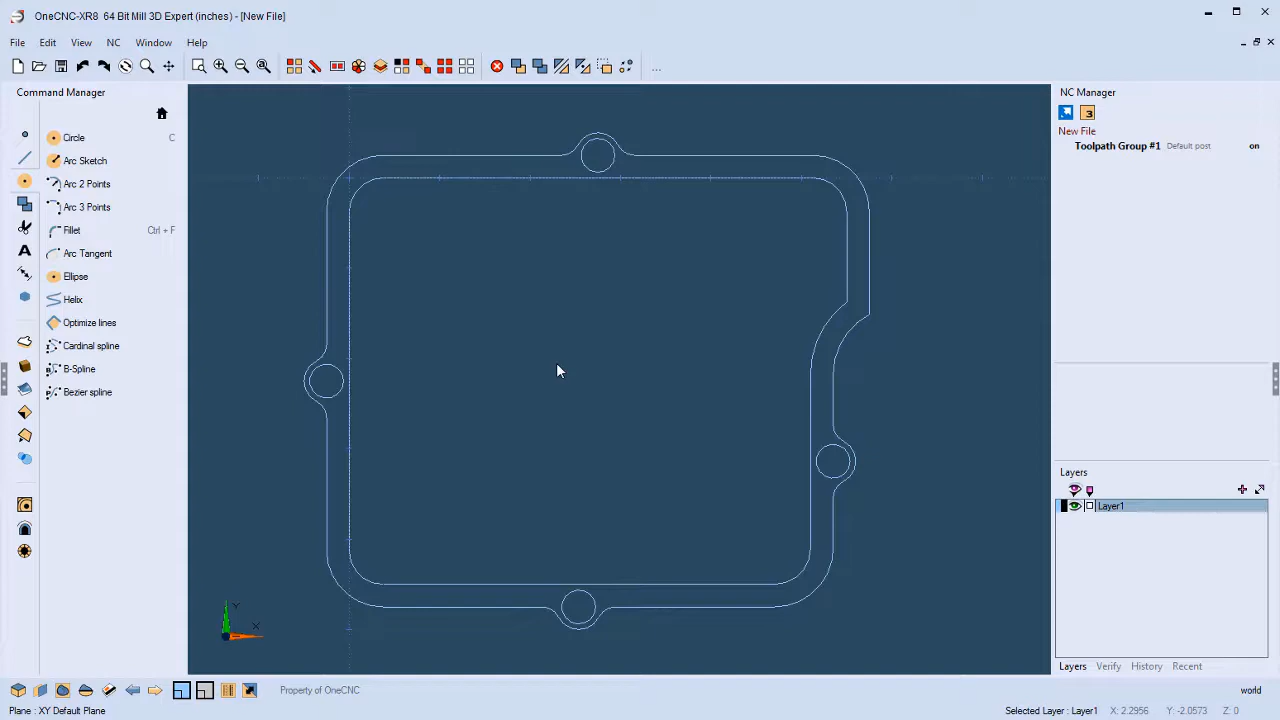 OneCNC-XR8 64 Bit Mill 3D Expert (inches) - [New File]
File Edit View NC Window Help
...
Command Manager
Circle C
Arc Sketch
Arc 2 Points
Arc 3 Points
Fillet Ctrl + F
Arc Tangent
Ellipse
Helix
Optimize lines
Cardinal spline
B-Spline
Bezier spline
A
Y
X
NC Manager
3
New File
Toolpath Group #1 Default post on
Layers
Layer1
Layers Verify History Recent
Property of OneCNC
world
Plane : XY Default Plane
Selected Layer : Layer1 X: 2.2956 Y: -2.0573 Z: 0